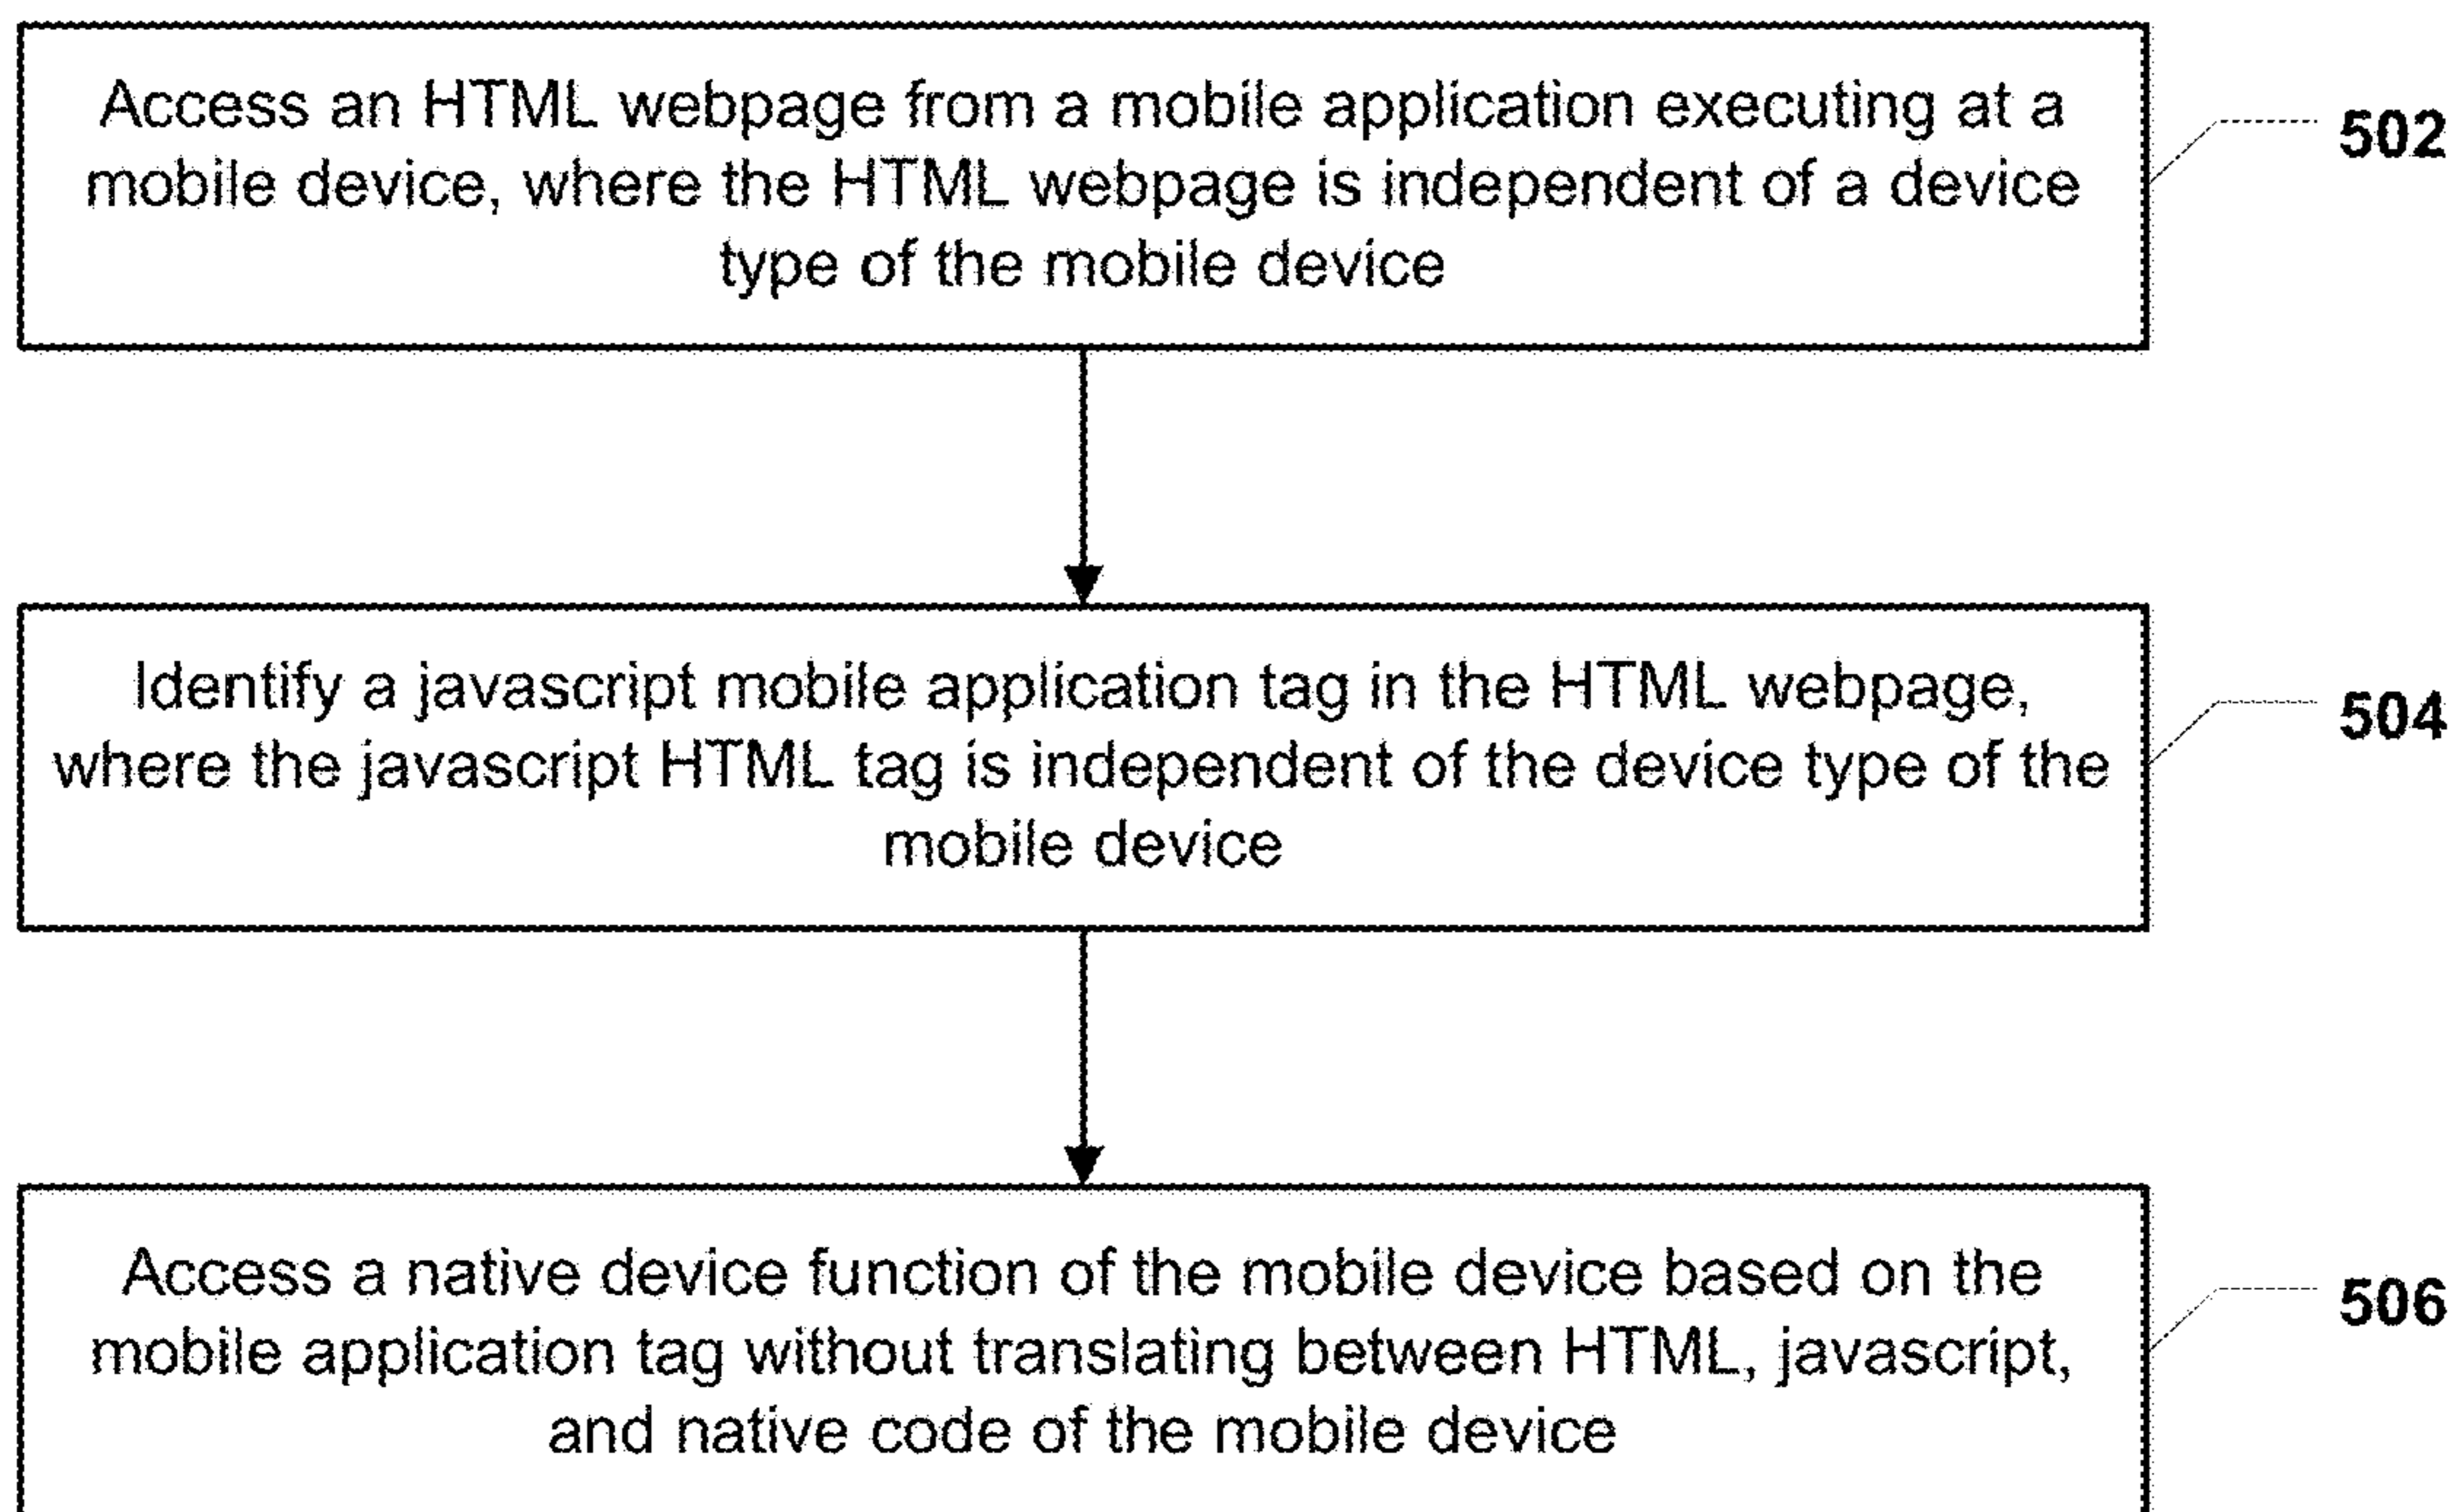 Access an HTML webpage from a mobile application executing at a
mobile device, where the HTML webpage is independent of a device
type of the mobile device
502
Identify a javascript mobile application tag in the HTML webpage,
where the javascript HTML tag is independent of the device type of the
mobile device
504
Access a native device function of the mobile device based on the
mobile application tag without translating between HTML, javascript,
and native code of the mobile device
506